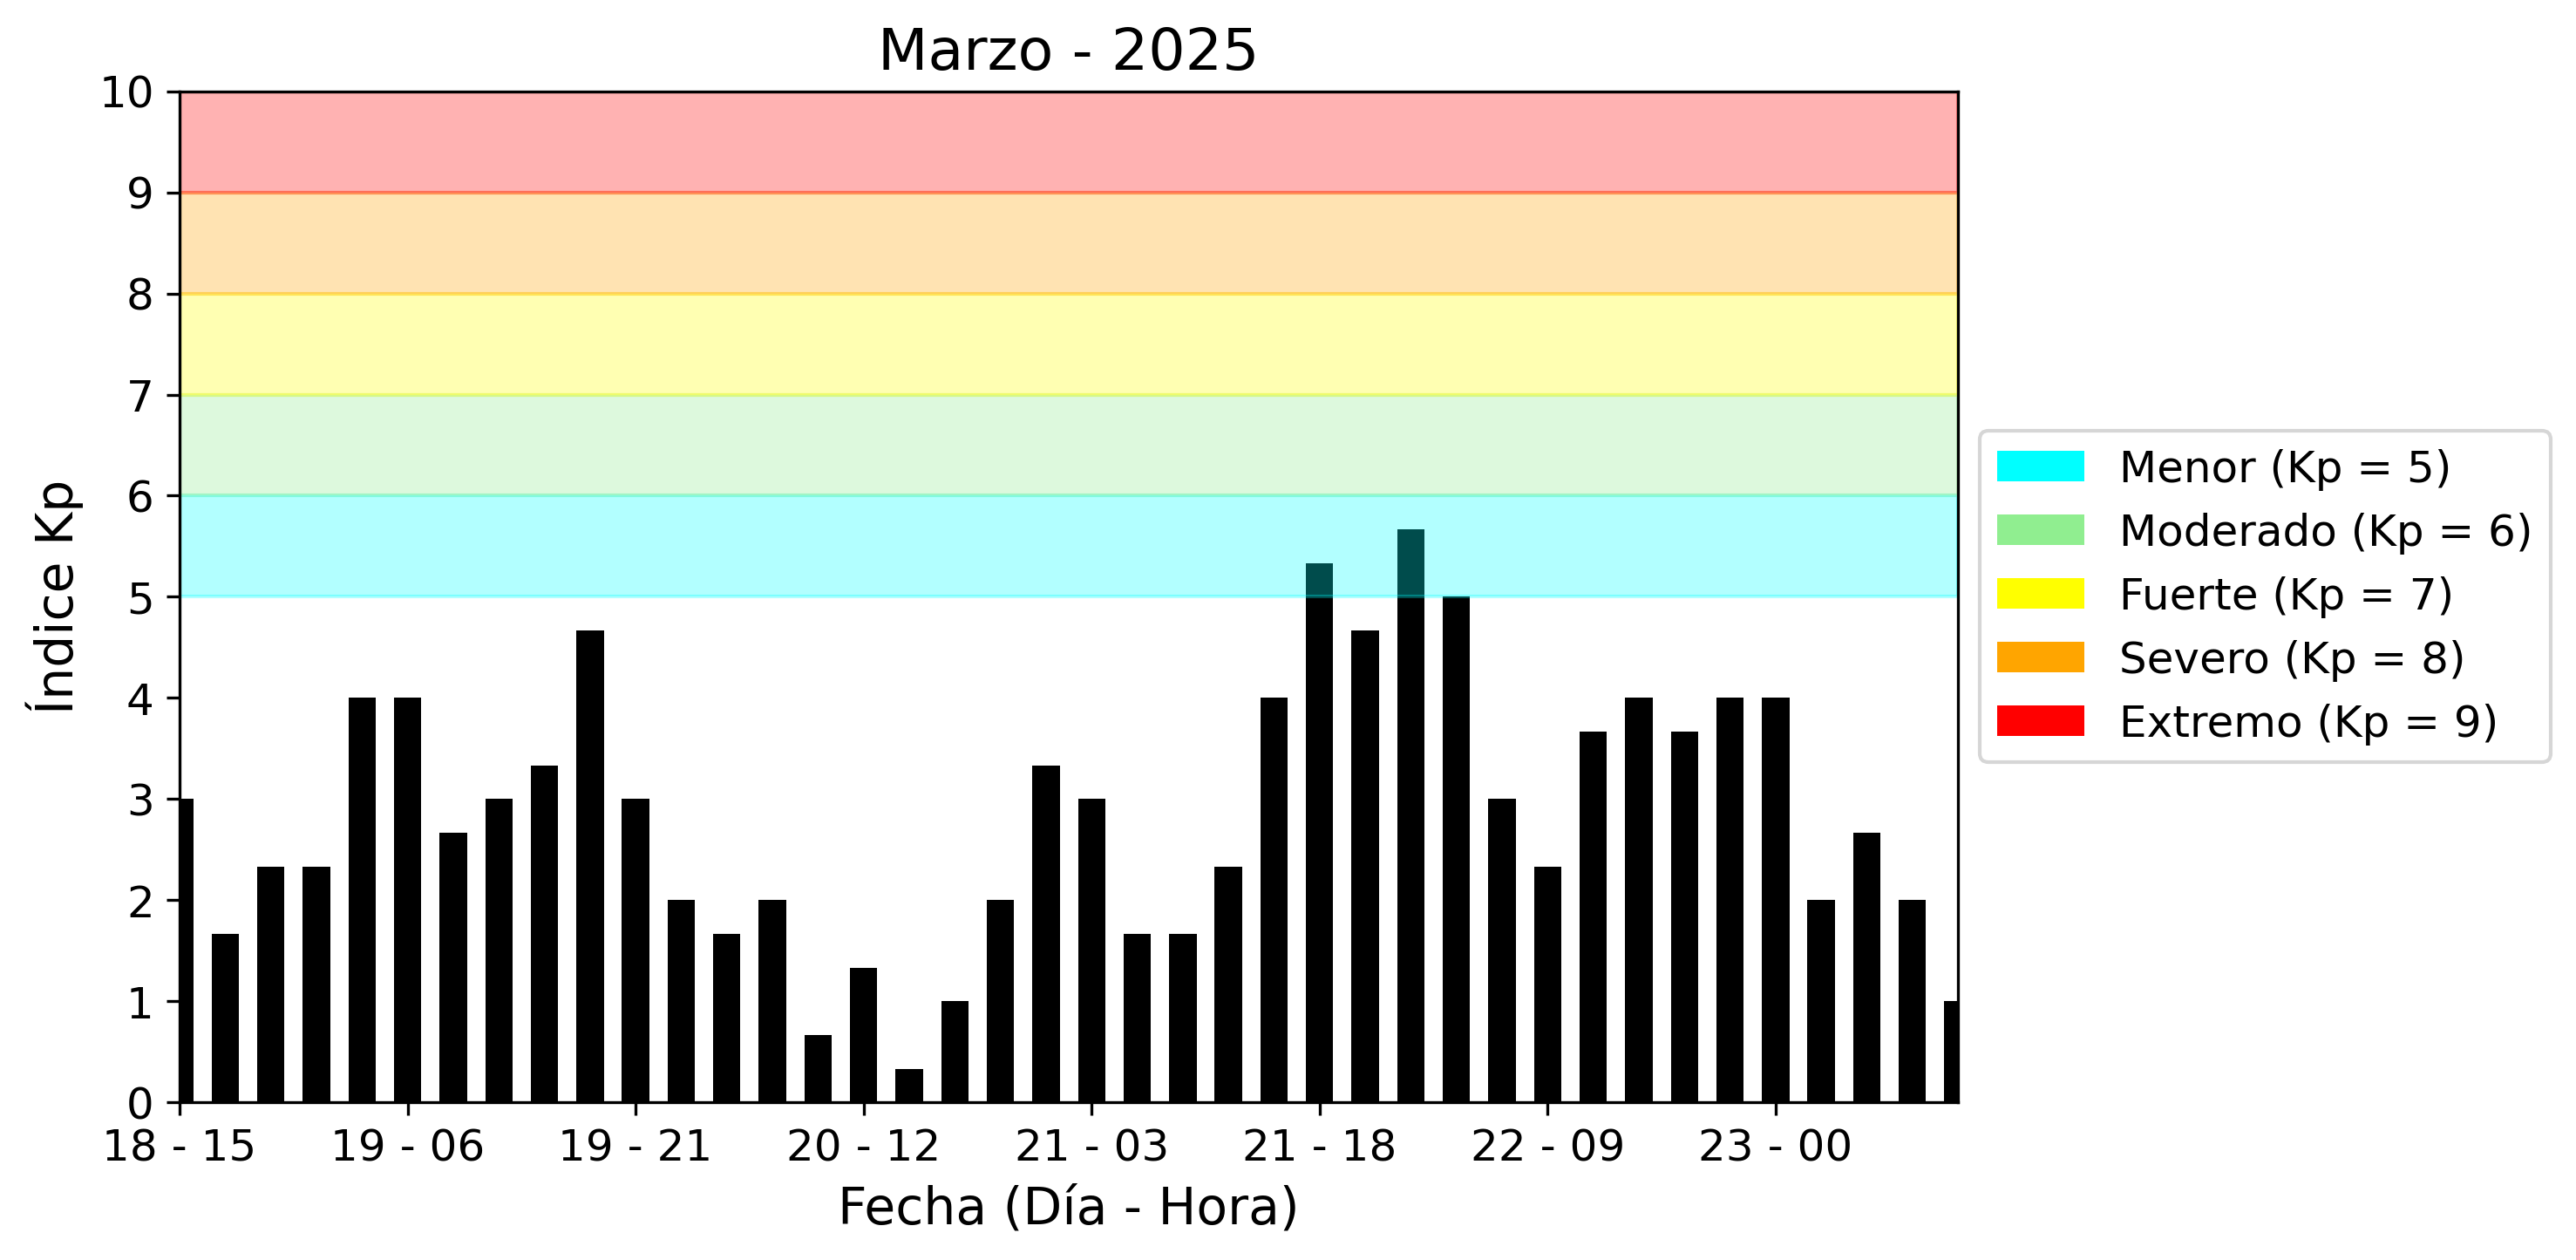 Marzo - 2025
10
9
8
7
6
5
4
3
2
1
0
Índice Kp
18 - 15
19 - 06
19 - 21
20 - 12
21 - 03
21 - 18
22 - 09
23 - 00
Fecha (Día - Hora)
Menor (Kp = 5)
Moderado (Kp = 6)
Fuerte (Kp = 7)
Severo (Kp = 8)
Extremo (Kp = 9)